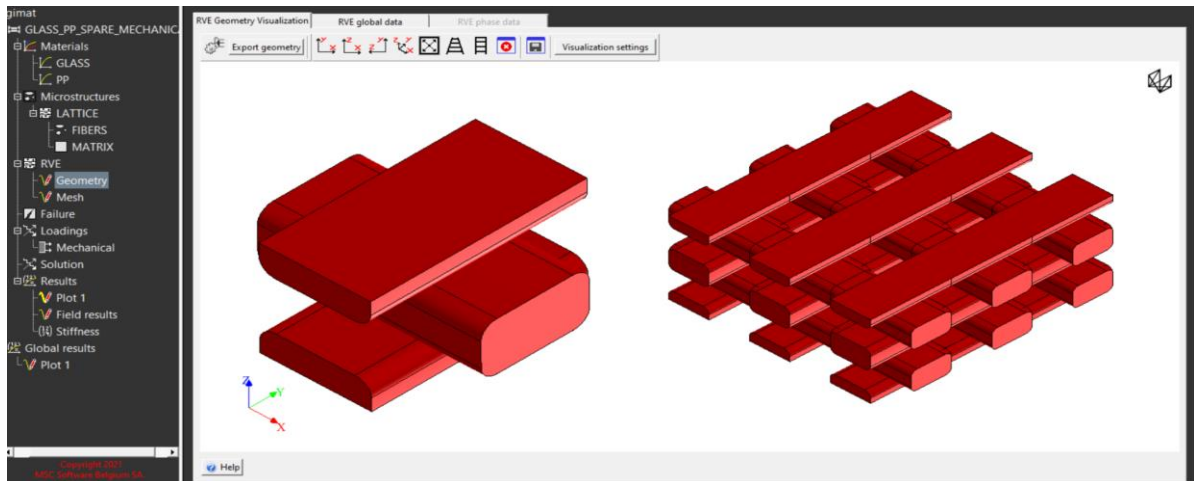 gimat
GLASS_PP_SPARE_MECHANIC
Materials
GLASS
PP
Microstructures
LATTICE
FIBERS
MATRIX
RVE
Geometry
Mesh
Failure
Loadings
Mechanical
Solution
Results
Plot 1
Field results
Stiffness
Global results
Plot 1
Copyright 2021
MSC Software Belgium SA
RVE Geometry Visualization RVE global data RVE phase data
Export geometry Visualization settings
Z
Y
X
Help